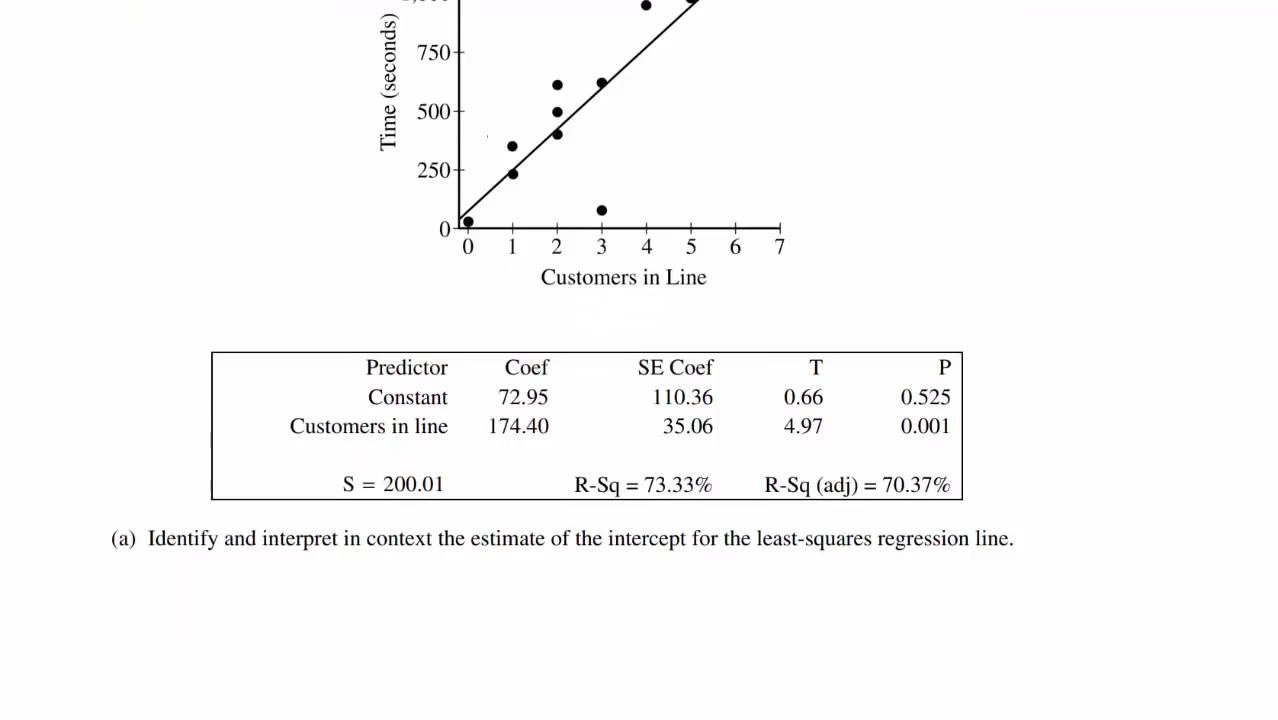 Time (seconds)
750
500
250
0
0 1 2 3 4 5 6 7
Customers in Line
Predictor Coef SE Coef T P
Constant 72.95 110.36 0.66 0.525
Customers in line 174.40 35.06 4.97 0.001
S = 200.01 R-Sq = 73.33% R-Sq (adj) = 70.37%
(a) Identify and interpret in context the estimate of the intercept for the least-squares regression line.